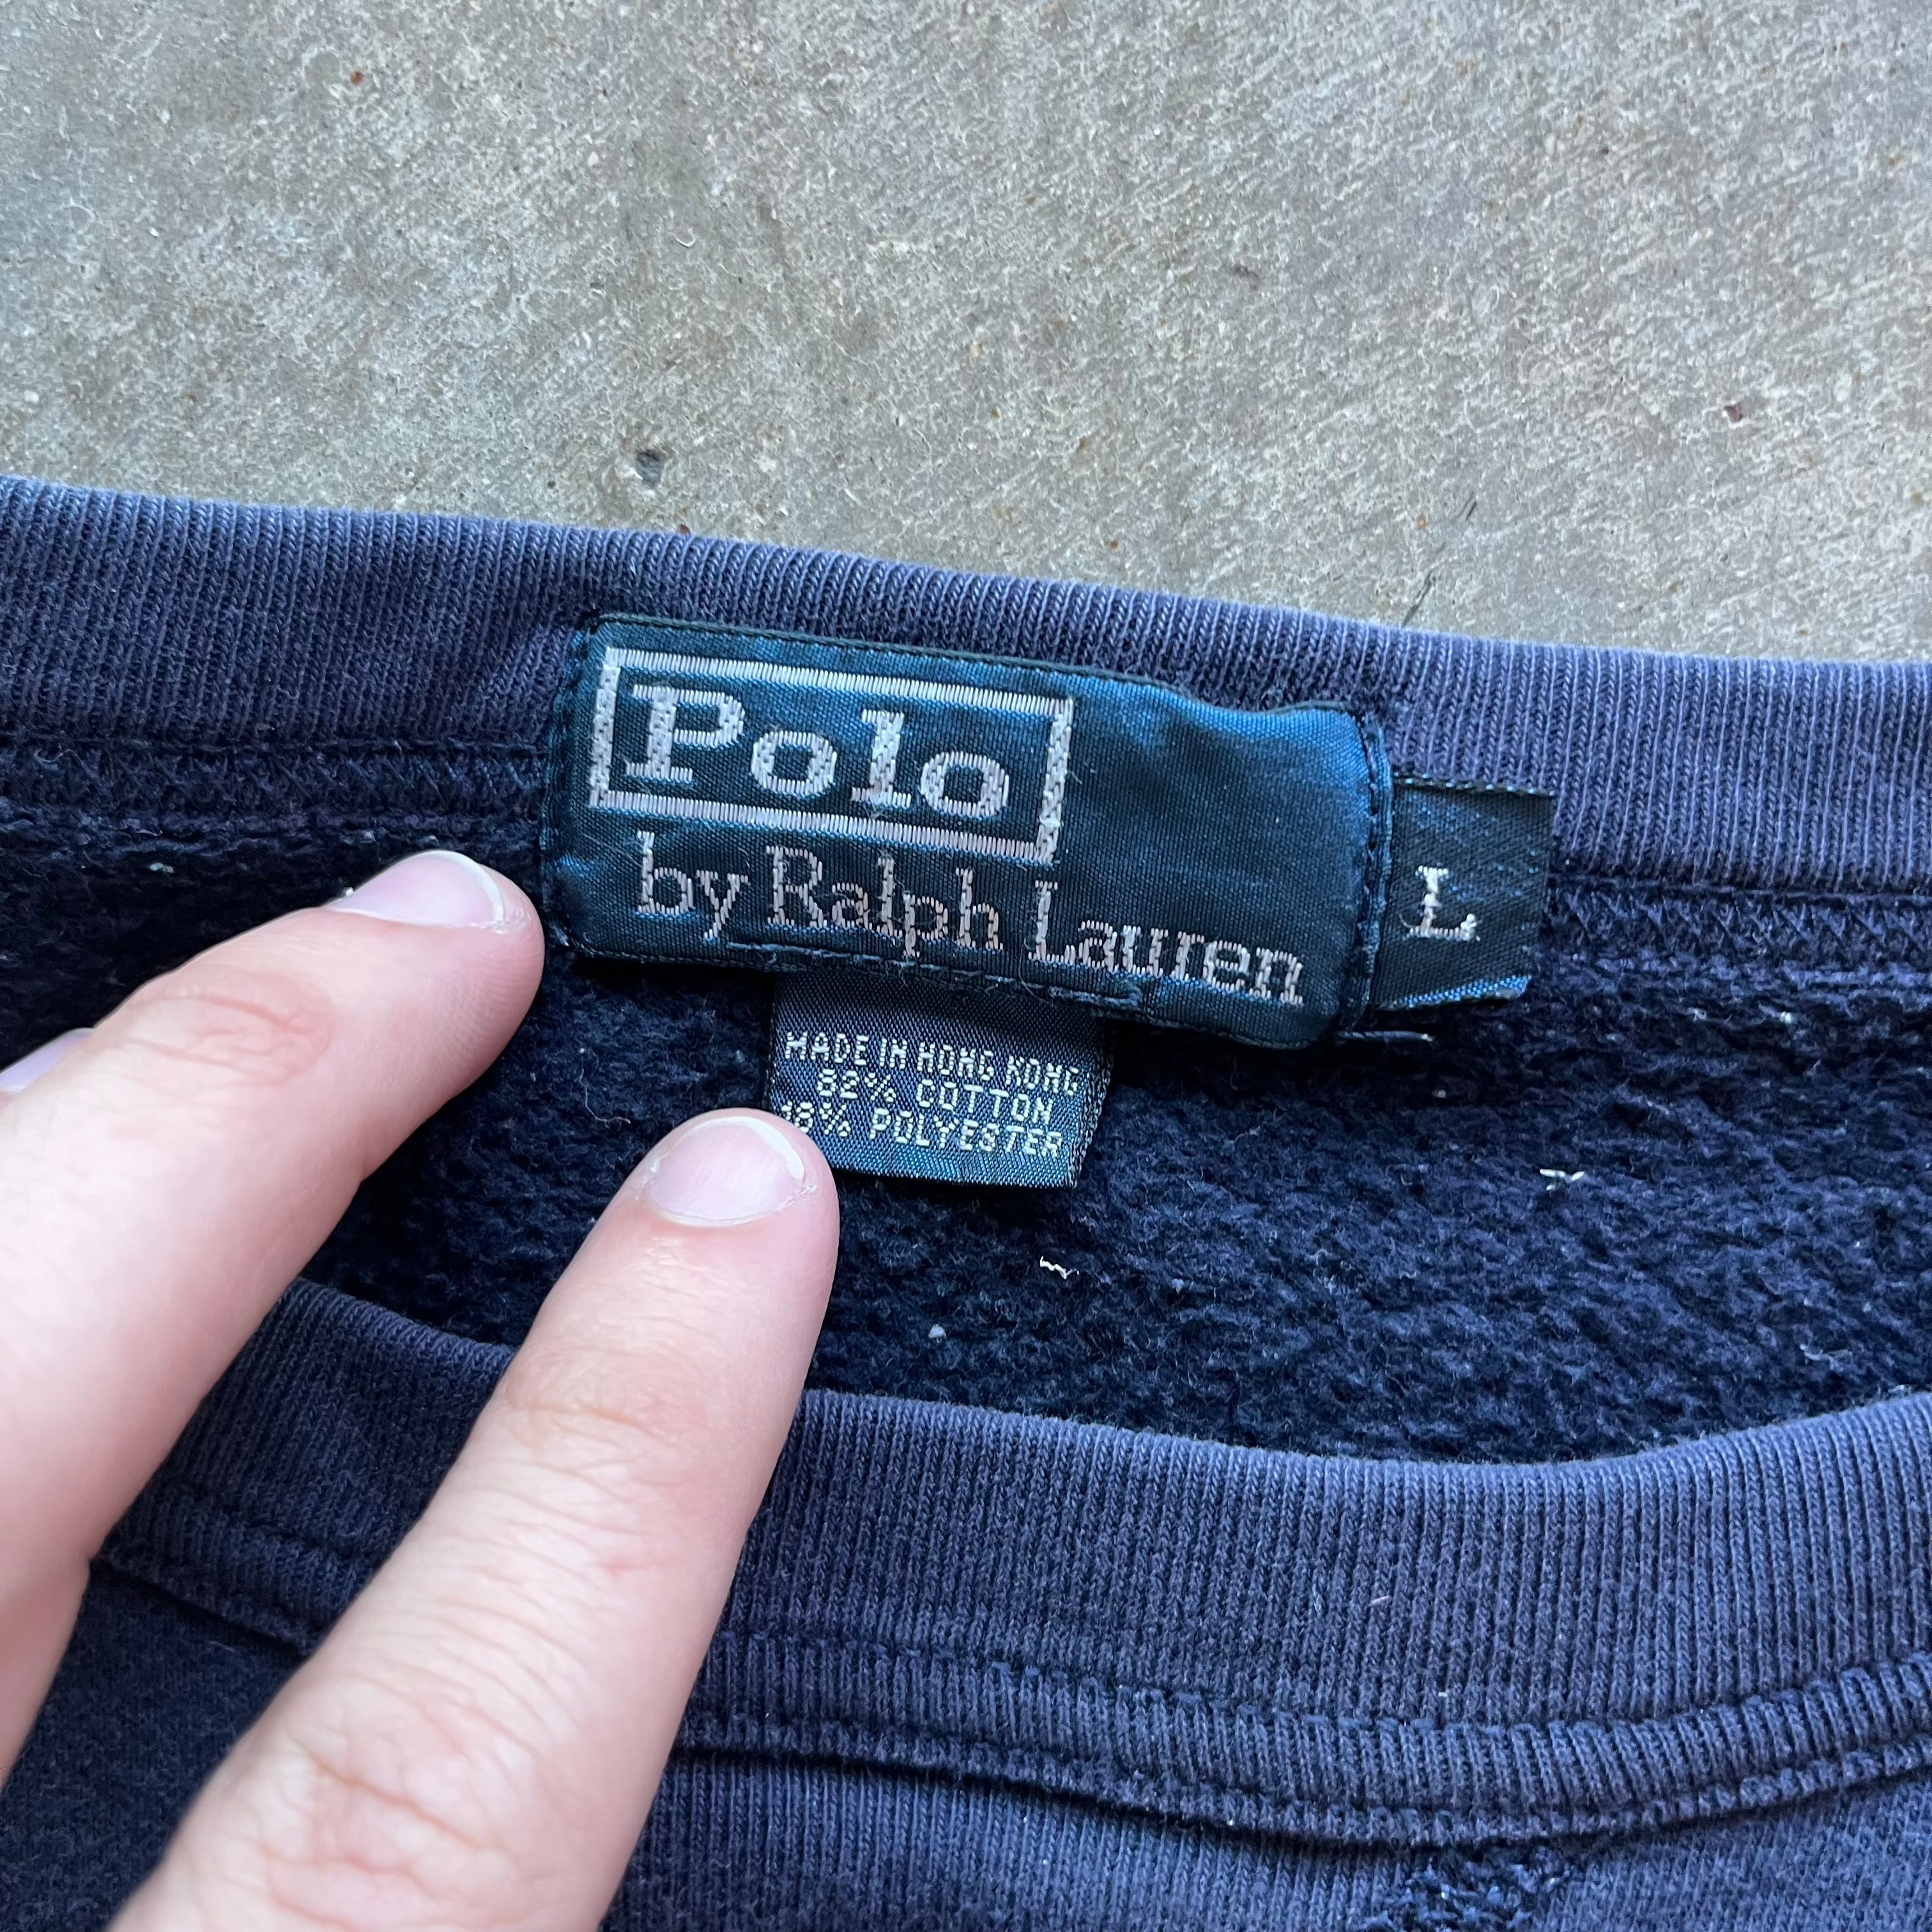 Polo
by Ralph Lauren
L
MADE IN HONG KONG
82% COTTON
18% POLYESTER